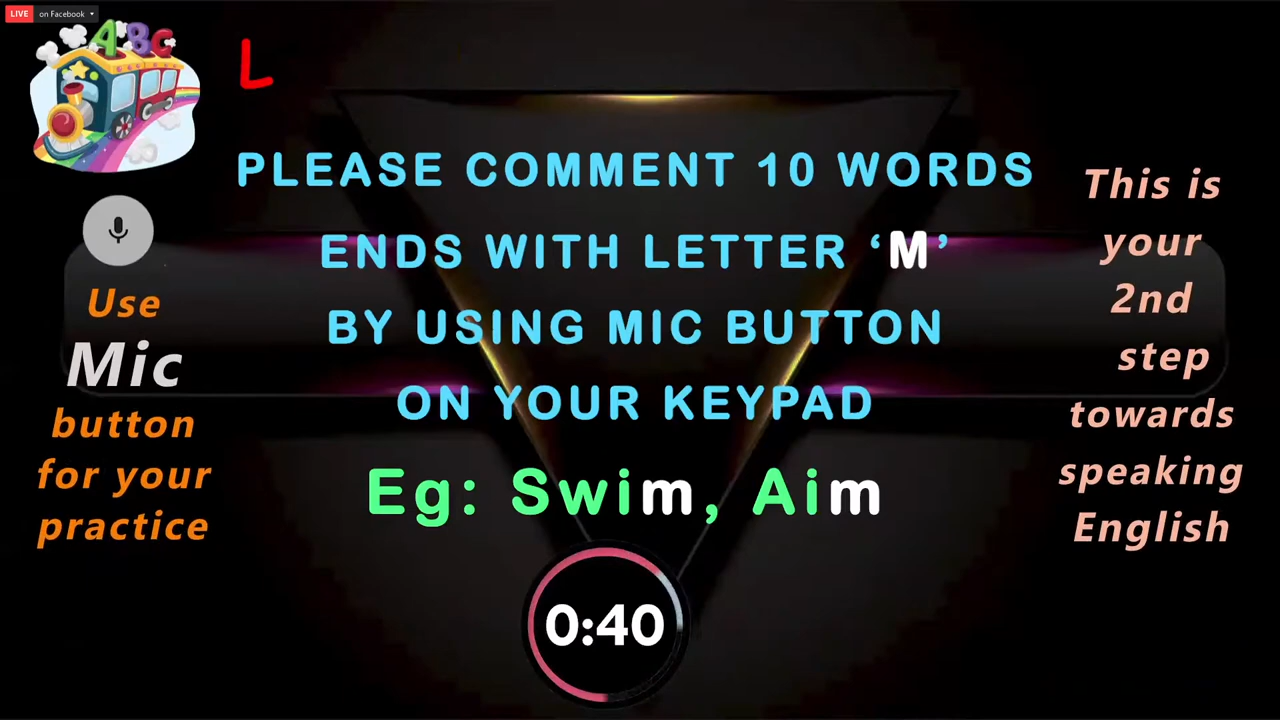 LIVE on Facebook
A B C
L
PLEASE COMMENT 10 WORDS
ENDS WITH LETTER ‘M’
BY USING MIC BUTTON
ON YOUR KEYPAD
Eg: Swim, Aim
0:40
Use
Mic
button
for your
practice
This is
your
2nd
step
towards
speaking
English